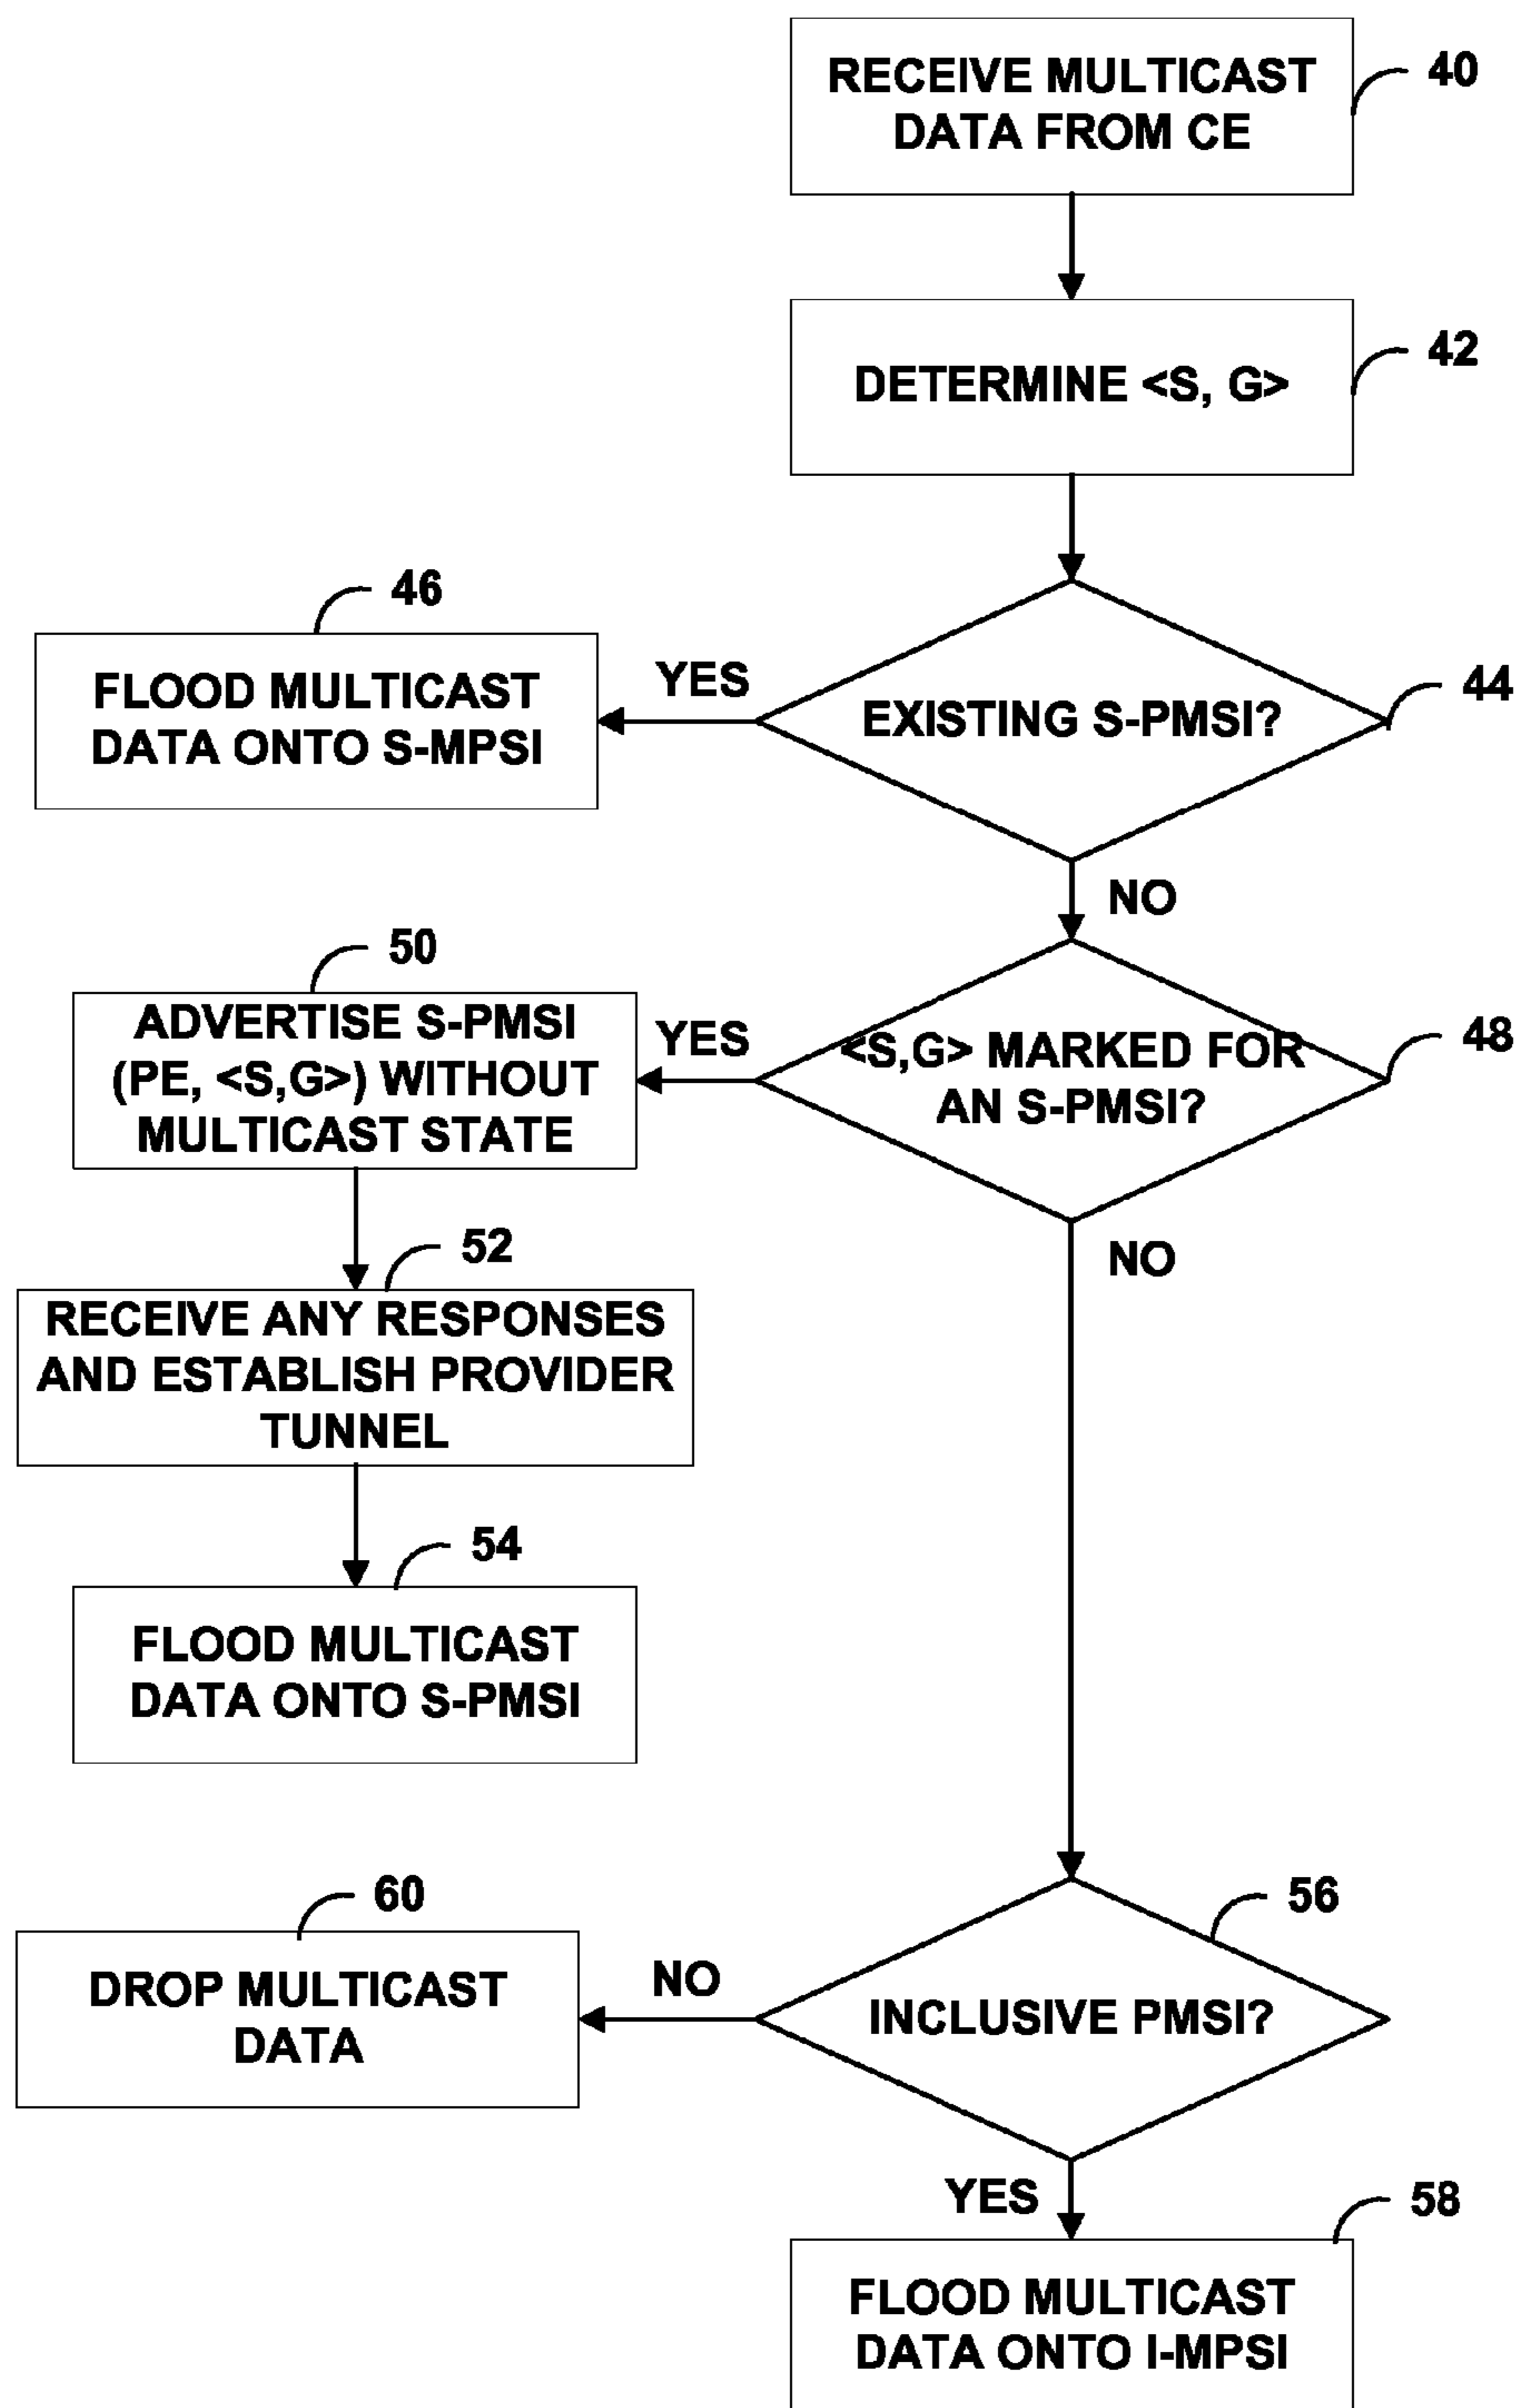 RECEIVE MULTICAST
DATA FROM CE
40
DETERMINE <S, G>
42
46
FLOOD MULTICAST
DATA ONTO S-MPSI
YES
EXISTING S-PMSI?
44
NO
50
ADVERTISE S-PMSI
(PE, <S,G>) WITHOUT
MULTICAST STATE
YES
<S,G> MARKED FOR
AN S-PMSI?
48
NO
52
RECEIVE ANY RESPONSES
AND ESTABLISH PROVIDER
TUNNEL
54
FLOOD MULTICAST
DATA ONTO S-PMSI
60
DROP MULTICAST
DATA
NO
INCLUSIVE PMSI?
56
YES
58
FLOOD MULTICAST
DATA ONTO I-MPSI